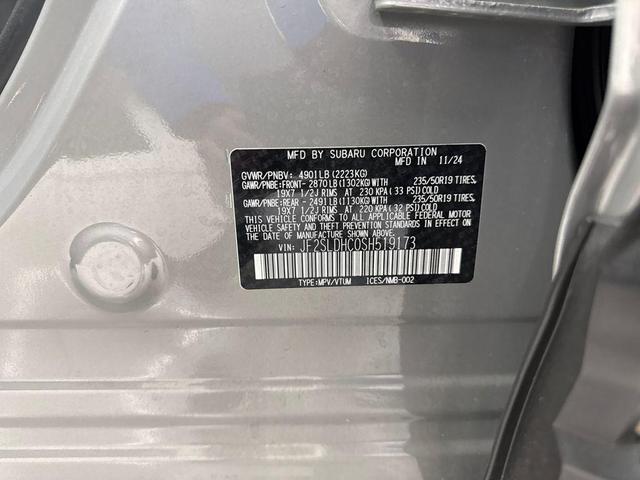 MFD BY SUBARU CORPORATION
MFD IN 11/24
GVWR/PNBV: 4901LB (2223KG)
GAWR/PNBE:FRONT- 2870LB (1302KG)WITH 235/50R19 TIRES,
19X7 1/2J RIMS AT 230 KPA (33 PSI)COLD
GAWR/PNBE:REAR - 2491LB (1130KG)WITH 235/50R19 TIRES,
19X7 1/2J RIMS AT 220 KPA (32 PSI)COLD
THIS VEHICLE CONFORMS TO ALL APPLICABLE FEDERAL MOTOR
VEHICLE SAFETY AND THEFT PREVENTION STANDARDS IN EFFECT
ON THE DATE OF MANUFACTURE SHOWN ABOVE.
VIN: JF2SLDHC0SH519173
TYPE:MPV/VTUM ICES/NMB-002